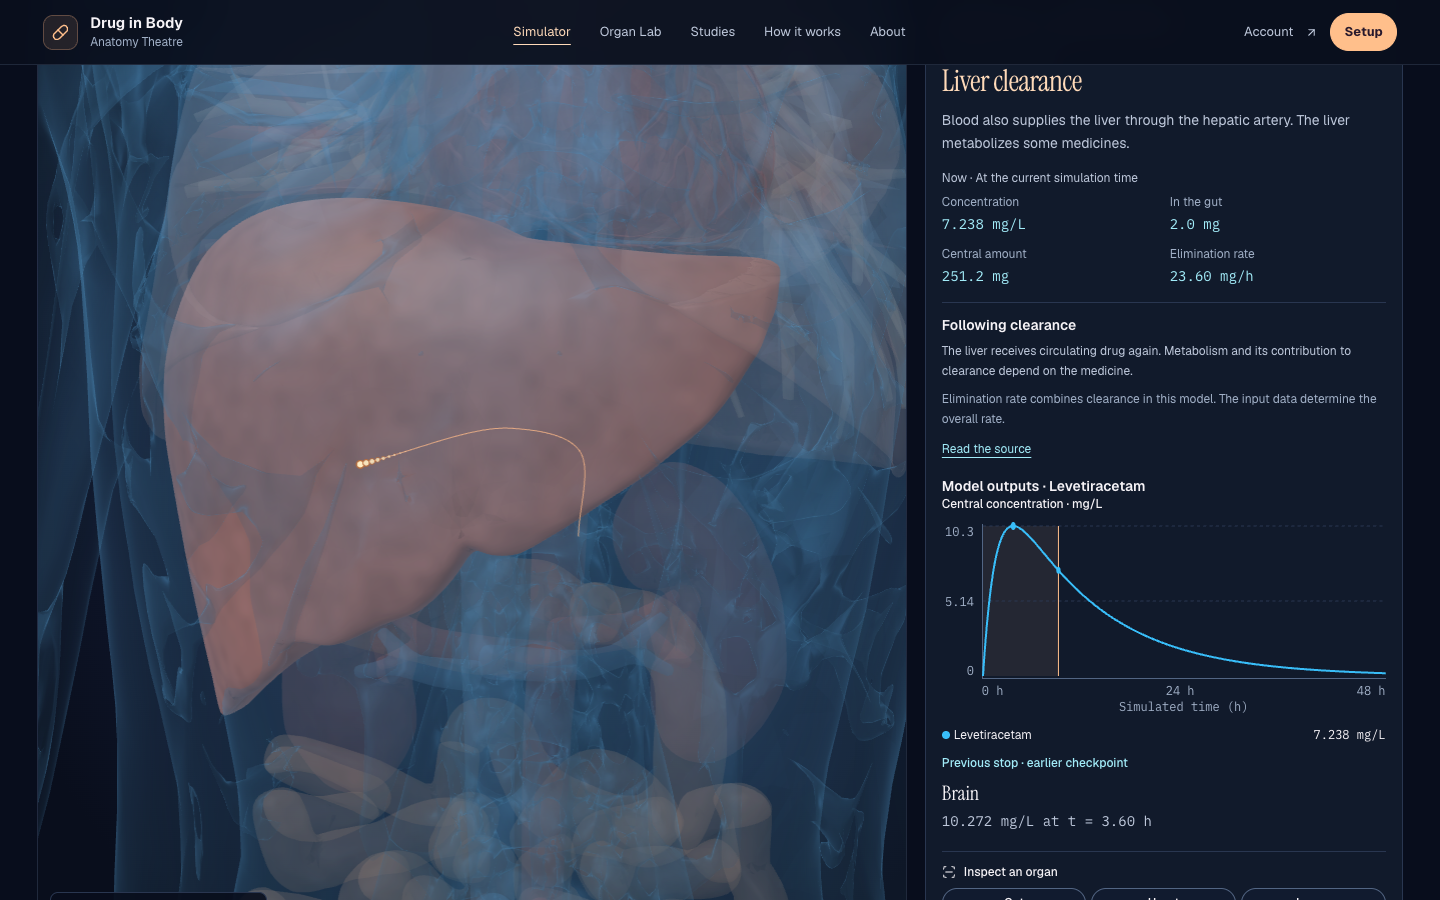 Drug in Body
Anatomy Theatre
Simulator
Organ Lab
Studies
How it works
About
Account
Setup
Liver clearance
Blood also supplies the liver through the hepatic artery. The liver
metabolizes some medicines.
Now · At the current simulation time
Concentration
7.238 mg/L
In the gut
2.0 mg
Central amount
251.2 mg
Elimination rate
23.60 mg/h
Following clearance
The liver receives circulating drug again. Metabolism and its contribution to
clearance depend on the medicine.
Elimination rate combines clearance in this model. The input data determine the
overall rate.
Read the source
Model outputs · Levetiracetam
Central concentration · mg/L
10.3
5.14
0
0 h
24 h
48 h
Simulated time (h)
Levetiracetam
7.238 mg/L
Previous stop · earlier checkpoint
Brain
10.272 mg/L at t = 3.60 h
Inspect an organ